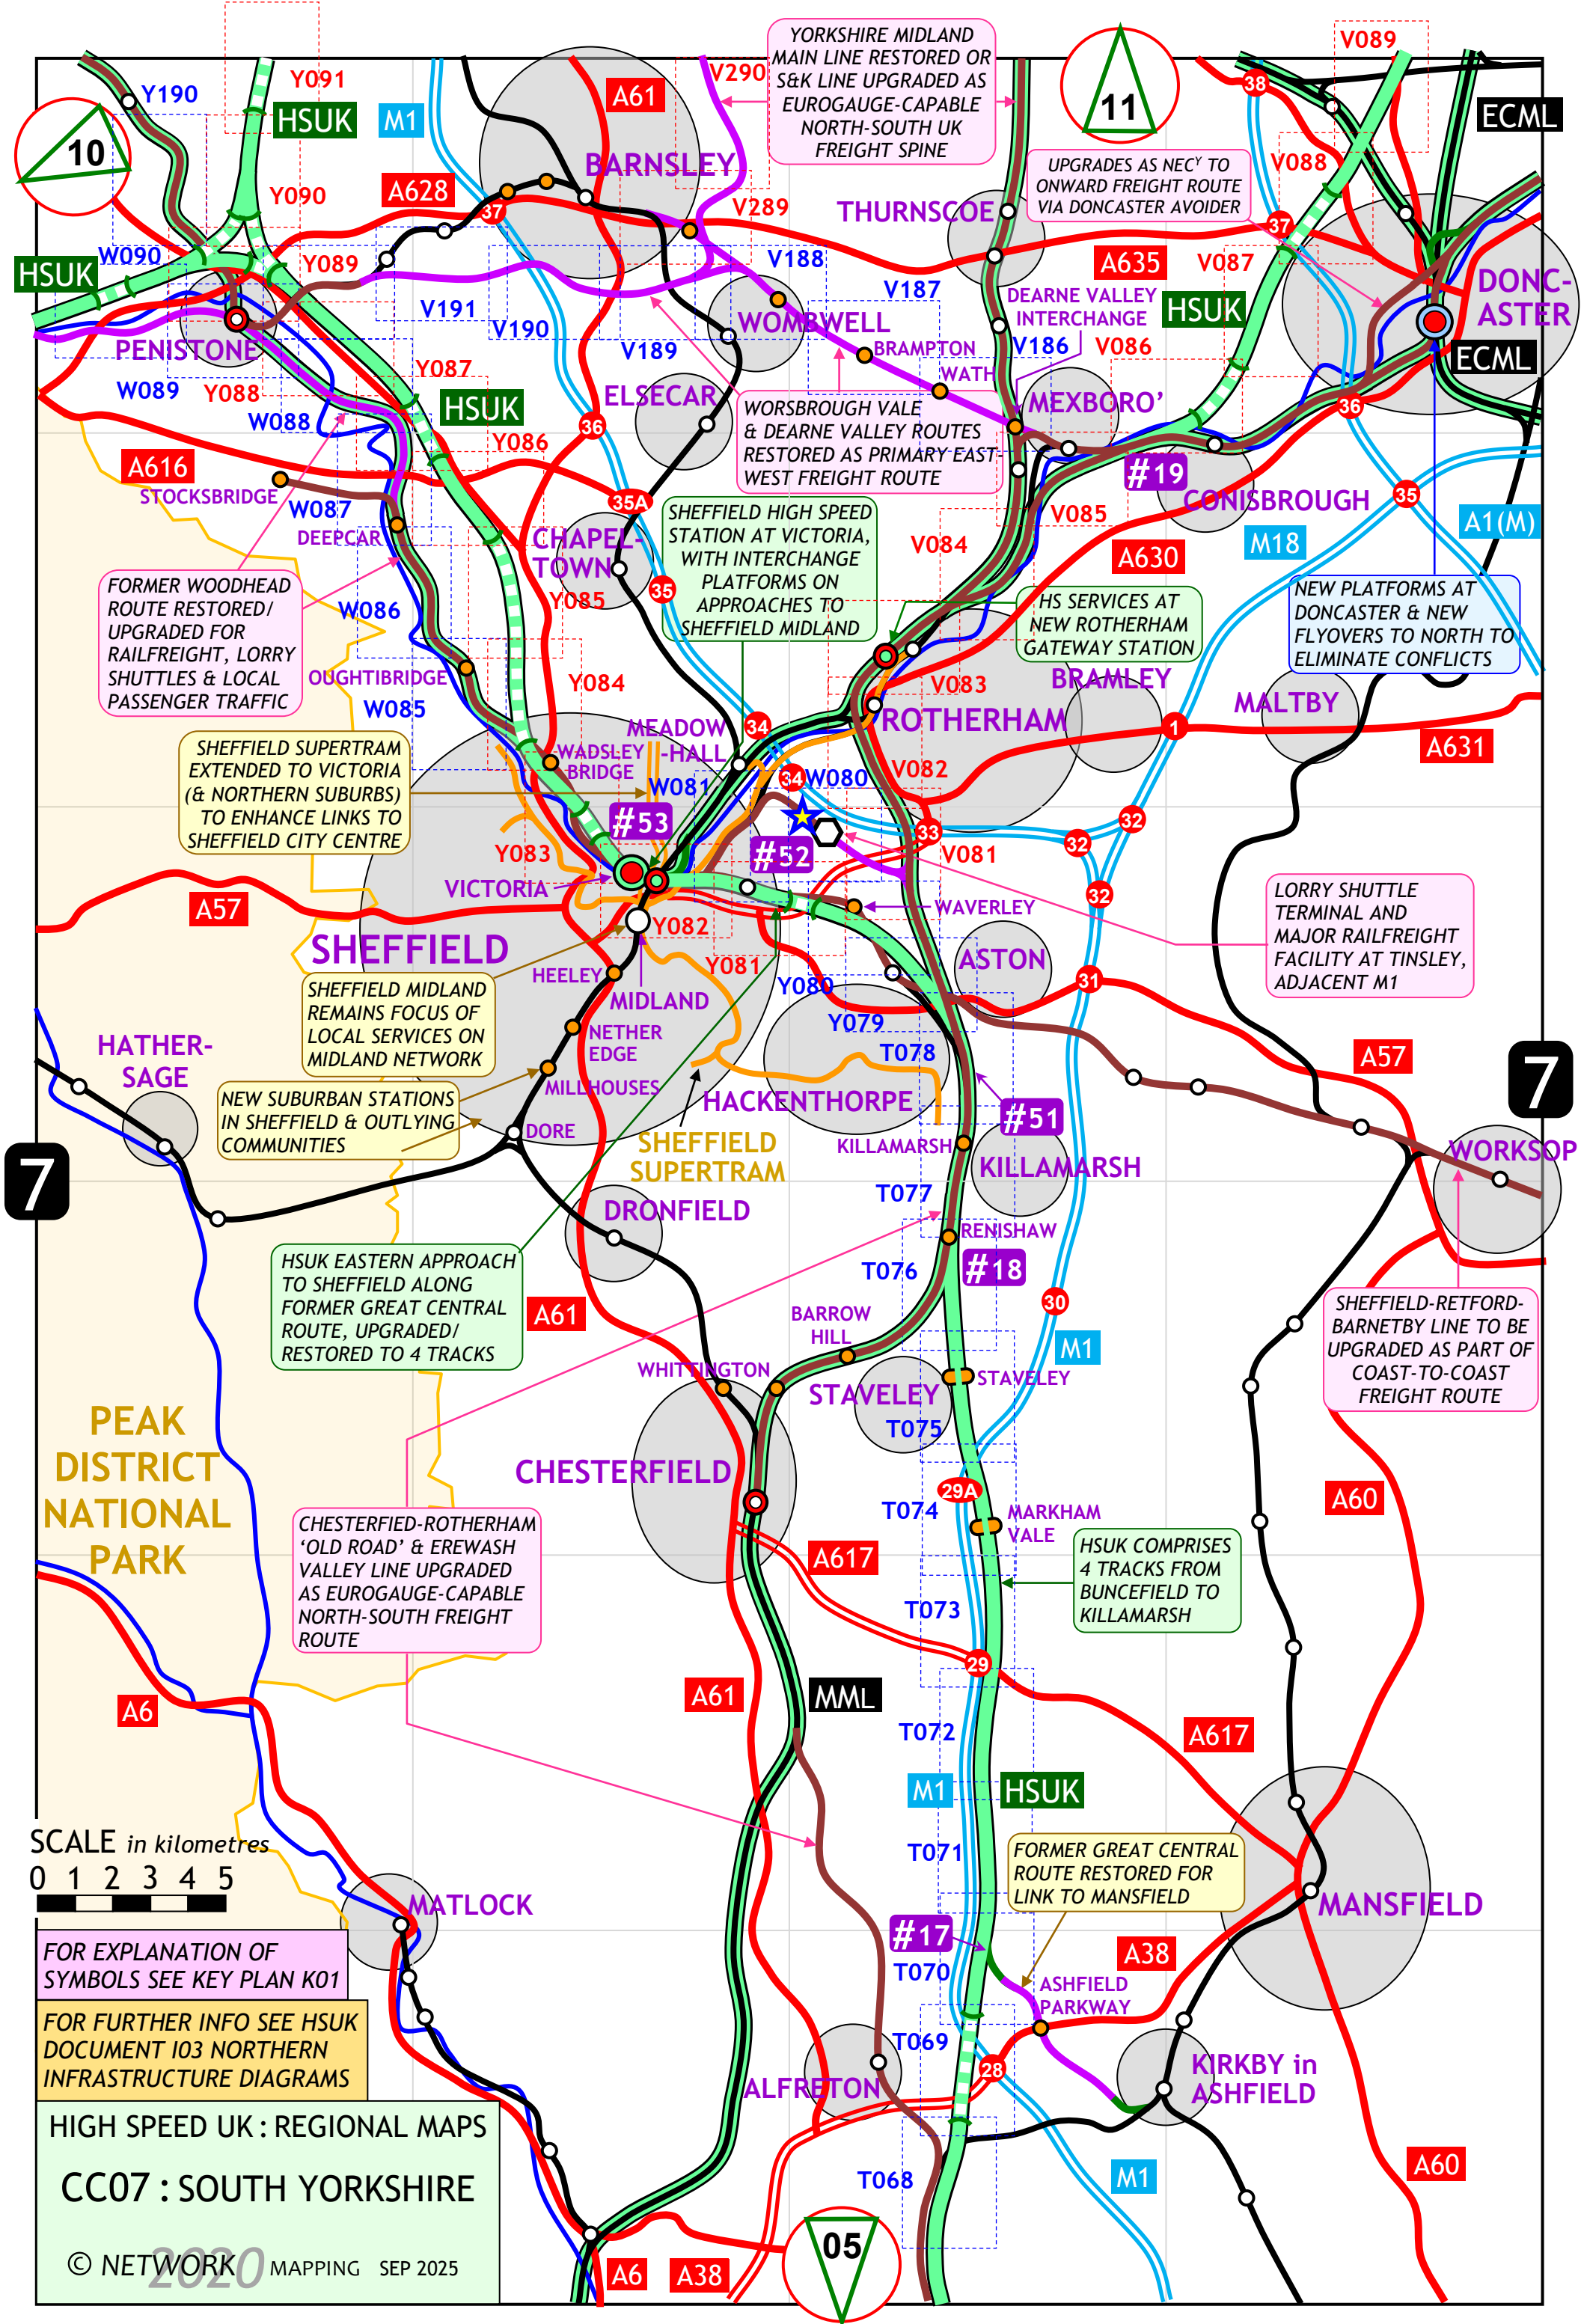 YORKSHIRE MIDLAND
MAIN LINE RESTORED OR
S&K LINE UPGRADED AS
EUROGAUGE-CAPABLE
NORTH-SOUTH UK
FREIGHT SPINE
11
V089
38
ECML
Y091
Y190
HSUK
M1
A61
V290
10
BARNSLEY
UPGRADES AS NECY TO
ONWARD FREIGHT ROUTE
VIA DONCASTER AVOIDER
V088
Y090
A628
37
V289
THURNSCOE
37
W090
HSUK
Y089
V188
A635
V087
DONC-
ASTER
V191
V190
V187
DEARNE VALLEY
INTERCHANGE
HSUK
WOMBWELL
V189
BRAMPTON
V186
V086
ECML
PENISTONE
W089
Y088
Y087
WATH
MEXBORO'
HSUK
ELSECAR
W088
36
WORSBROUGH VALE
& DEARNE VALLEY ROUTES
RESTORED AS PRIMARY EAST-
WEST FREIGHT ROUTE
36
Y086
A616
#19
STOCKSBRIDGE
35A
CONISBROUGH
35
W087
SHEFFIELD HIGH SPEED
STATION AT VICTORIA,
WITH INTERCHANGE
PLATFORMS ON
APPROACHES TO
SHEFFIELD MIDLAND
V085
A1(M)
DEEPCAR
CHAPEL-
TOWN
V084
A630
M18
FORMER WOODHEAD
ROUTE RESTORED/
UPGRADED FOR
RAILFREIGHT, LORRY
SHUTTLES & LOCAL
PASSENGER TRAFFIC
W086
Y085
35
HS SERVICES AT
NEW ROTHERHAM
GATEWAY STATION
NEW PLATFORMS AT
DONCASTER & NEW
FLYOVERS TO NORTH TO
ELIMINATE CONFLICTS
OUGHTIBRIDGE
Y084
V083
BRAMLEY
W085
MALTBY
ROTHERHAM
MEADOW
-HALL
34
1
A631
SHEFFIELD SUPERTRAM
EXTENDED TO VICTORIA
(& NORTHERN SUBURBS)
TO ENHANCE LINKS TO
SHEFFIELD CITY CENTRE
WADSLEY
BRIDGE
W081
34
W080
V082
#53
32
33
32
Y083
#52
V081
VICTORIA
LORRY SHUTTLE
TERMINAL AND
MAJOR RAILFREIGHT
FACILITY AT TINSLEY,
ADJACENT M1
A57
32
WAVERLEY
Y082
SHEFFIELD
ASTON
Y081
HEELEY
Y080
31
SHEFFIELD MIDLAND
REMAINS FOCUS OF
LOCAL SERVICES ON
MIDLAND NETWORK
MIDLAND
Y079
NETHER
EDGE
T078
HATHER-
SAGE
A57
7
MILLHOUSES
HACKENTHORPE
NEW SUBURBAN STATIONS
IN SHEFFIELD & OUTLYING
COMMUNITIES
#51
DORE
SHEFFIELD
SUPERTRAM
KILLAMARSH
KILLAMARSH
WORKSOP
7
T077
DRONFIELD
RENISHAW
HSUK EASTERN APPROACH
TO SHEFFIELD ALONG
FORMER GREAT CENTRAL
ROUTE, UPGRADED/
RESTORED TO 4 TRACKS
T076
#18
A61
BARROW
HILL
30
M1
SHEFFIELD-RETFORD-
BARNETBY LINE TO BE
UPGRADED AS PART OF
COAST-TO-COAST
FREIGHT ROUTE
WHITTINGTON
STAVELEY
STAVELEY
PEAK
DISTRICT
NATIONAL
PARK
T075
CHESTERFIELD
29A
A60
T074
MARKHAM
VALE
CHESTERFIED-ROTHERHAM
'OLD ROAD' & EREWASH
VALLEY LINE UPGRADED
AS EUROGAUGE-CAPABLE
NORTH-SOUTH FREIGHT
ROUTE
A617
HSUK COMPRISES
4 TRACKS FROM
BUNCEFIELD TO
KILLAMARSH
T073
29
A6
A61
MML
T072
A617
M1
HSUK
SCALE in kilometres
0 1 2 3 4 5
T071
FORMER GREAT CENTRAL
ROUTE RESTORED FOR
LINK TO MANSFIELD
MATLOCK
MANSFIELD
#17
A38
FOR EXPLANATION OF
SYMBOLS SEE KEY PLAN K01
T070
ASHFIELD
PARKWAY
FOR FURTHER INFO SEE HSUK
DOCUMENT I03 NORTHERN
INFRASTRUCTURE DIAGRAMS
T069
28
KIRKBY in
ASHFIELD
ALFRETON
HIGH SPEED UK : REGIONAL MAPS
CC07 : SOUTH YORKSHIRE
© NETWORK 2020 MAPPING SEP 2025
T068
M1
A60
05
A6
A38